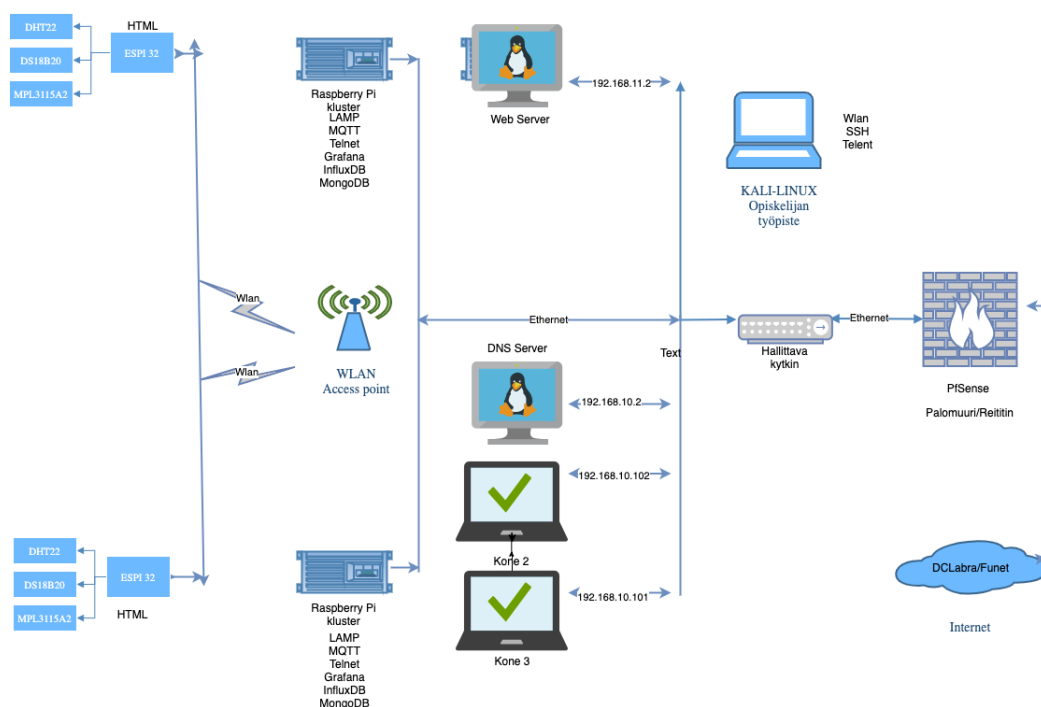 DHT22
HTML
ESPI 32
DS18B20
MPL3115A2
Raspberry Pi
kluster
LAMP
MQTT
Telnet
Grafana
InfluxDB
MongoDB
192.168.11.2
Web Server
Wlan
SSH
Telent
KALI-LINUX
Opiskelijan
työpiste
Wlan
Wlan
WLAN
Access point
Ethernet
DNS Server
Text
Hallittava
kytkin
Ethernet
PfSense
Palomuuri/Reititin
192.168.10.2
192.168.10.102
Kone 2
192.168.10.101
Kone 3
DHT22
ESPI 32
DS18B20
MPL3115A2
HTML
Raspberry Pi
kluster
LAMP
MQTT
Telnet
Grafana
InfluxDB
MongoDB
DCLabra/Funet
Internet